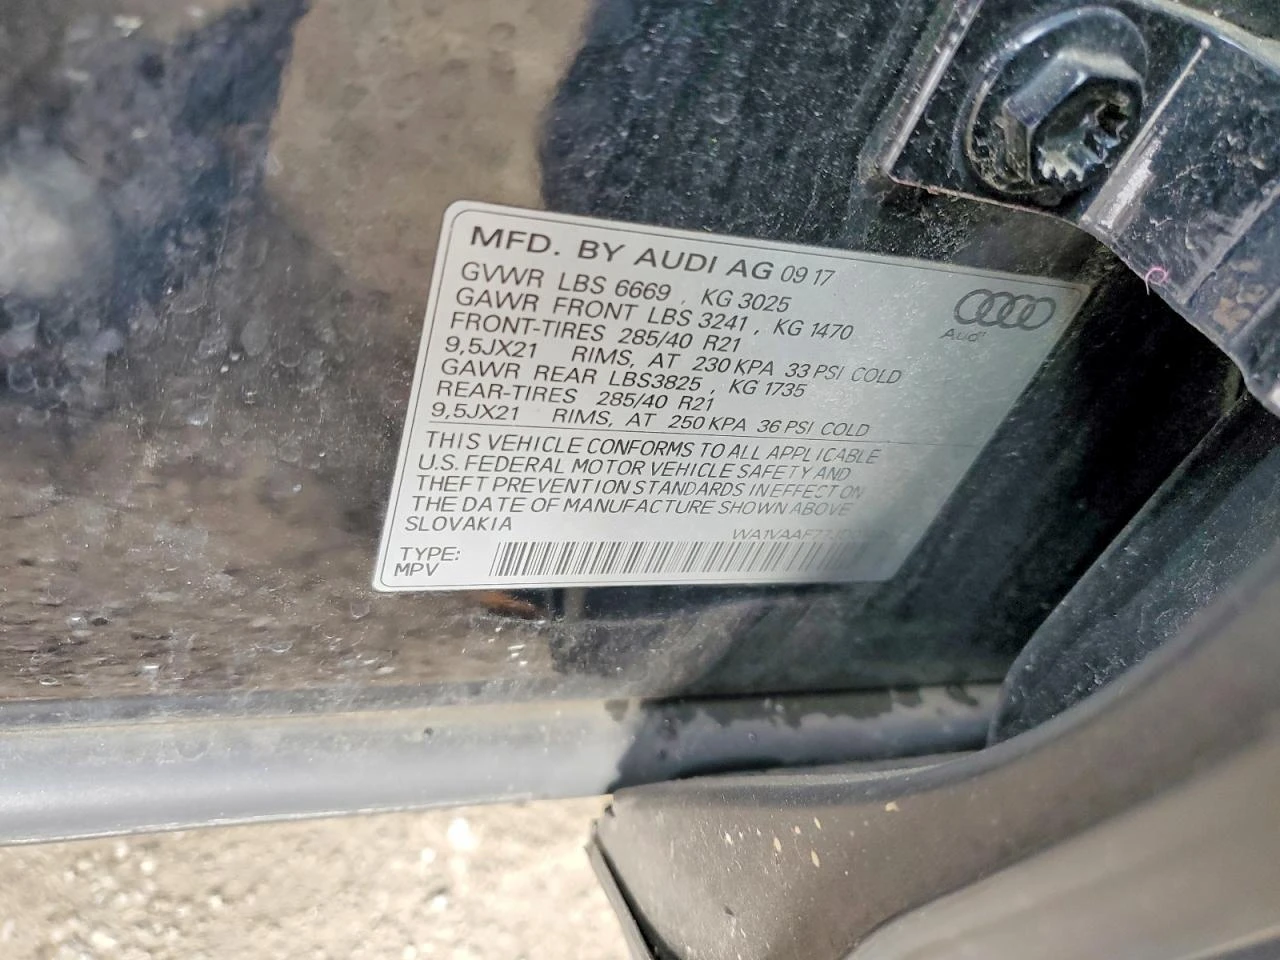 MFD. BY AUDI AG 09 17
GVWR LBS 6669 , KG 3025
GAWR FRONT LBS 3241 , KG 1470
FRONT-TIRES 285/40 R21
9,5JX21 RIMS, AT 230 KPA 33 PSI COLD
GAWR REAR LBS3825 , KG 1735
REAR-TIRES 285/40 R21
9,5JX21 RIMS, AT 250 KPA 36 PSI COLD
Audi
THIS VEHICLE CONFORMS TO ALL APPLICABLE
U.S. FEDERAL MOTOR VEHICLE SAFETY AND
THEFT PREVENTION STANDARDS IN EFFECT ON
THE DATE OF MANUFACTURE SHOWN ABOVE
SLOVAKIA
TYPE:
MPV